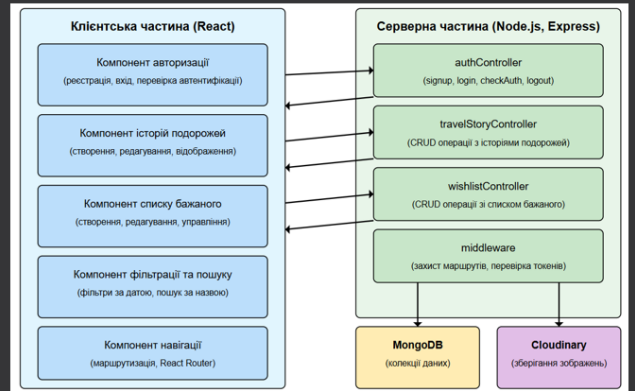 Клієнтська частина (React)
Компонент авторизації
(реєстрація, вхід, перевірка автентифікації)
Компонент історій подорожей
(створення, редагування, відображення)
Компонент списку бажаного
(створення, редагування, управління)
Компонент фільтрації та пошуку
(фільтри за датою, пошук за назвою)
Компонент навігації
(маршрутизація, React Router)
Серверна частина (Node.js, Express)
authController
(signup, login, checkAuth, logout)
travelStoryController
(CRUD операції з історіями подорожей)
wishlistController
(CRUD операції зі списком бажаного)
middleware
(захист маршрутів, перевірка токенів)
MongoDB
(колекції даних)
Cloudinary
(зберігання зображень)